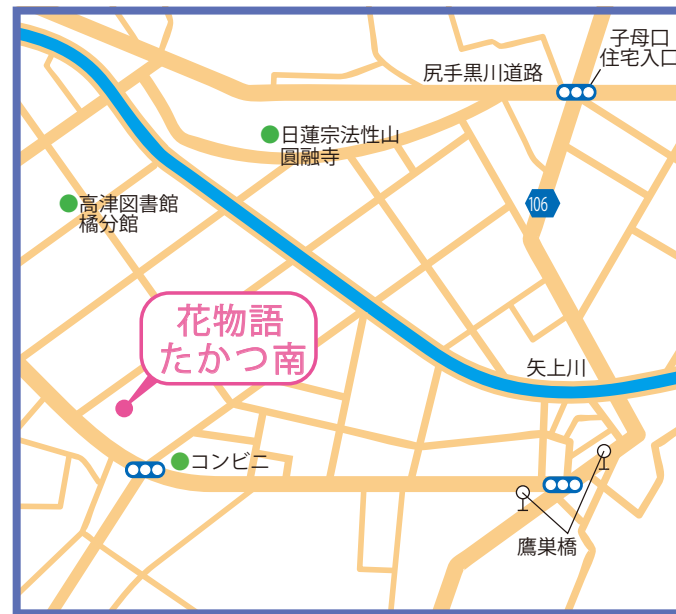 子母口
住宅入口
尻手黒川道路
日蓮宗法性山
圓融寺
高津図書館
橘分館
106
花物語
たかつ南
矢上川
コンビニ
鷹巣橋